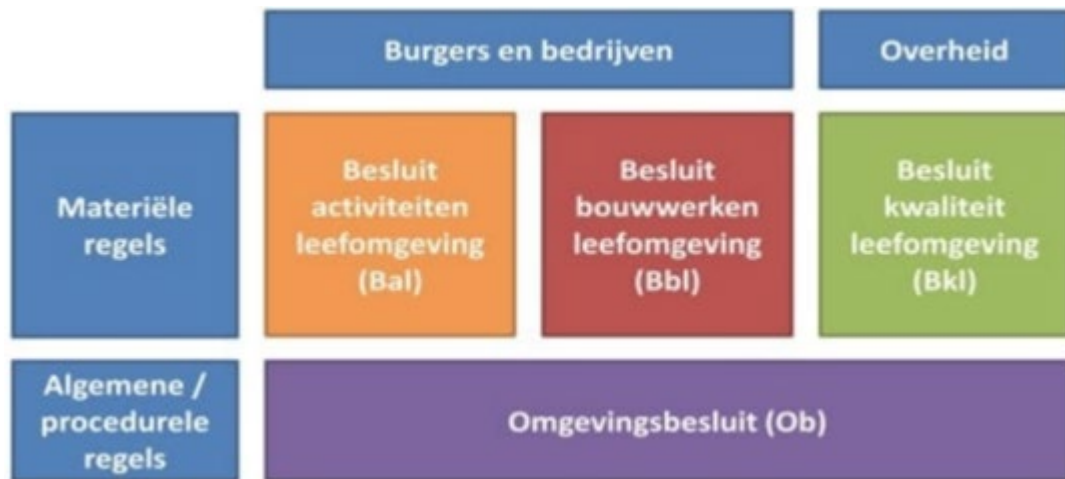 Burgers en bedrijven
Overheid
Materiële
regels
Besluit
activiteiten
leefomgeving
(Bal)
Besluit
bouwwerken
leefomgeving
(Bbl)
Besluit
kwaliteit
leefomgeving
(Bkl)
Algemene /
procedurele
regels
Omgevingsbesluit (Ob)